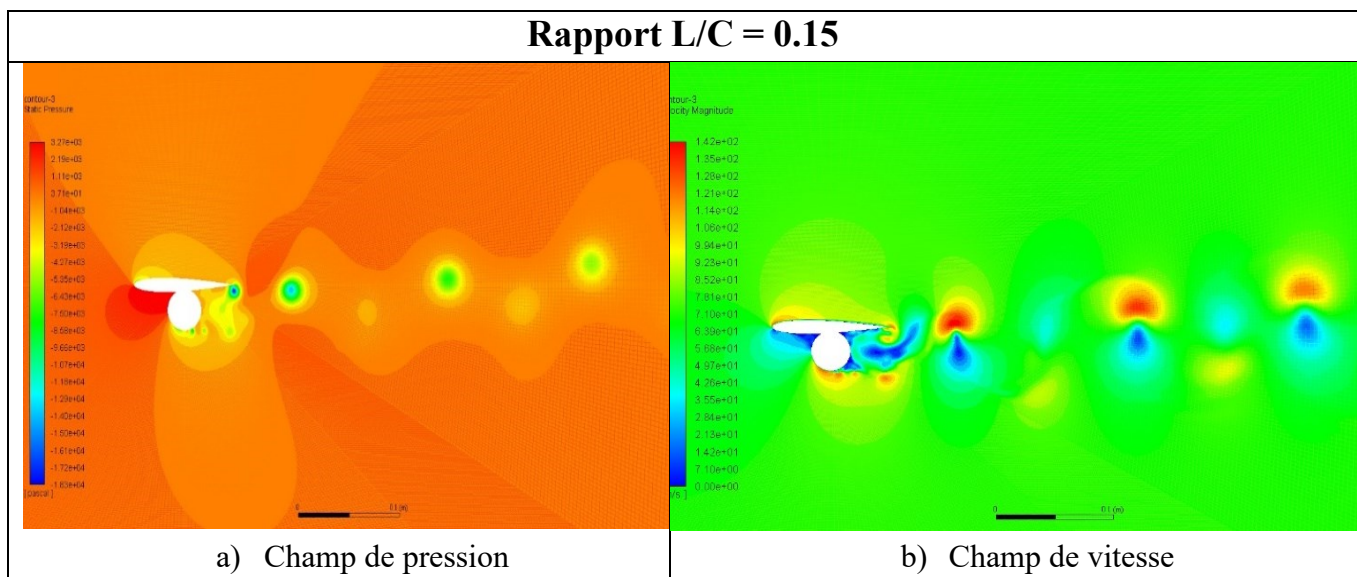 Rapport L/C = 0.15
contour-3
Static Pressure
3.27e+03
2.19e+03
1.11e+03
3.71e+01
-1.04e+03
-2.12e+03
-3.19e+03
-4.27e+03
-5.35e+03
-6.43e+03
-7.50e+03
-8.58e+03
-9.66e+03
-1.07e+04
-1.18e+04
-1.29e+04
-1.40e+04
-1.50e+04
-1.61e+04
-1.72e+04
-1.83e+04
[ pascal ]
0
0.1 (m)
ontour-3
elocity Magnitude
1.42e+02
1.35e+02
1.28e+02
1.21e+02
1.14e+02
1.06e+02
9.94e+01
9.23e+01
8.52e+01
7.81e+01
7.10e+01
6.39e+01
5.68e+01
4.97e+01
4.26e+01
3.55e+01
2.84e+01
2.13e+01
1.42e+01
7.10e+00
0.00e+00
/s ]
0
0.1 (m)
a) Champ de pression
b) Champ de vitesse